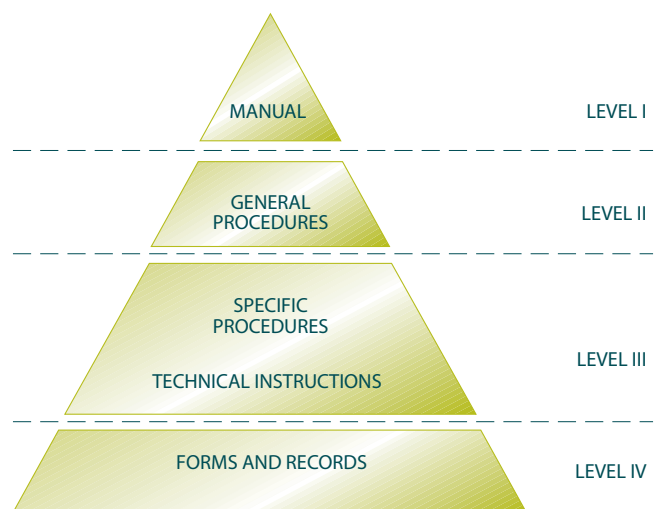 MANUAL
LEVEL I
GENERAL
PROCEDURES
LEVEL II
SPECIFIC
PROCEDURES
TECHNICAL INSTRUCTIONS
LEVEL III
FORMS AND RECORDS
LEVEL IV